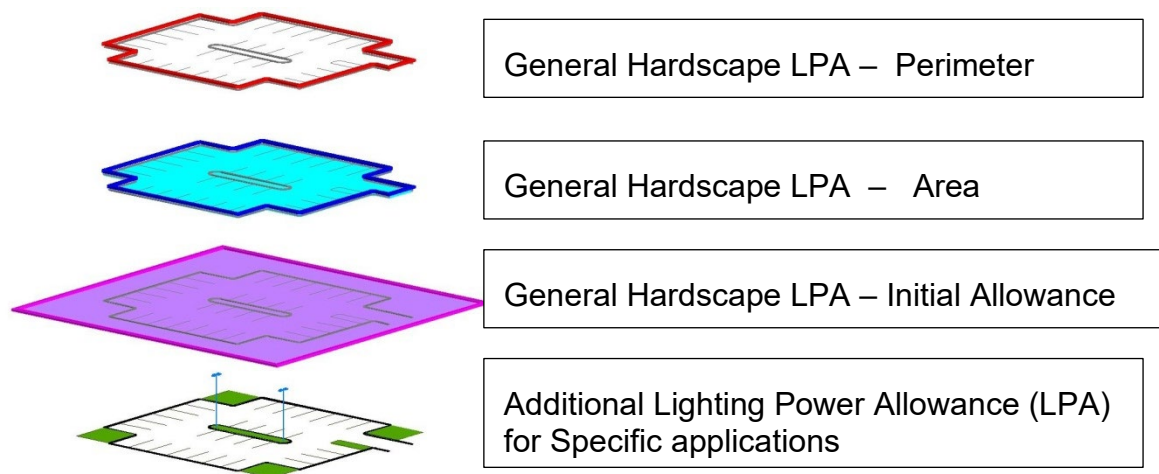 General Hardscape LPA – Perimeter
General Hardscape LPA – Area
General Hardscape LPA – Initial Allowance
Additional Lighting Power Allowance (LPA)
for Specific applications